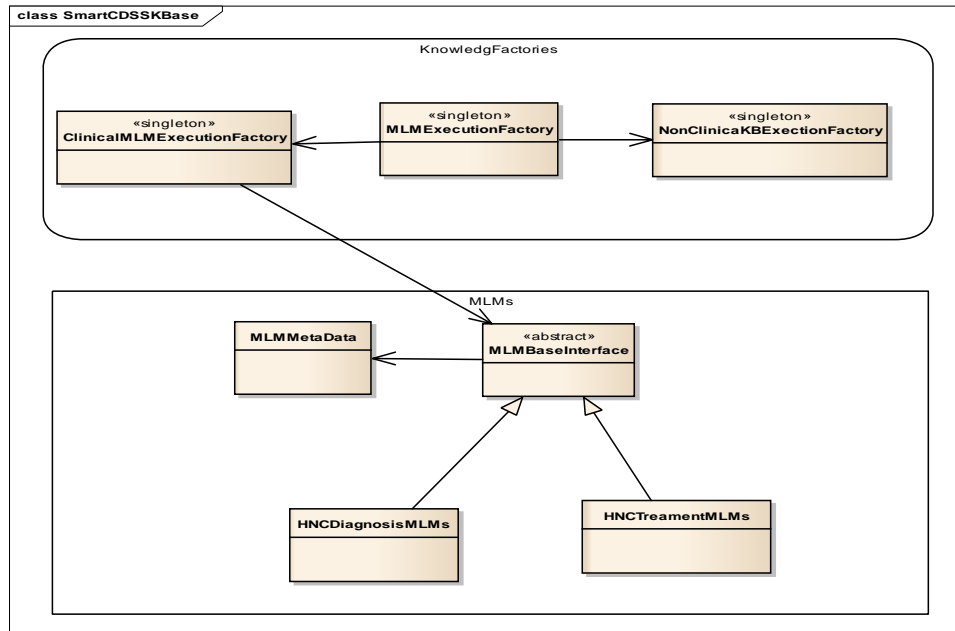 class SmartCDSSKBase
KnowledgFactories
«singleton»
ClinicalMLMExecutionFactory
«singleton»
MLMExecutionFactory
«singleton»
NonClinicaKBExectionFactory
MLMs
MLMMetaData
«abstract»
MLMBaseInterface
HNCDiagnosisMLMs
HNCTreamentMLMs